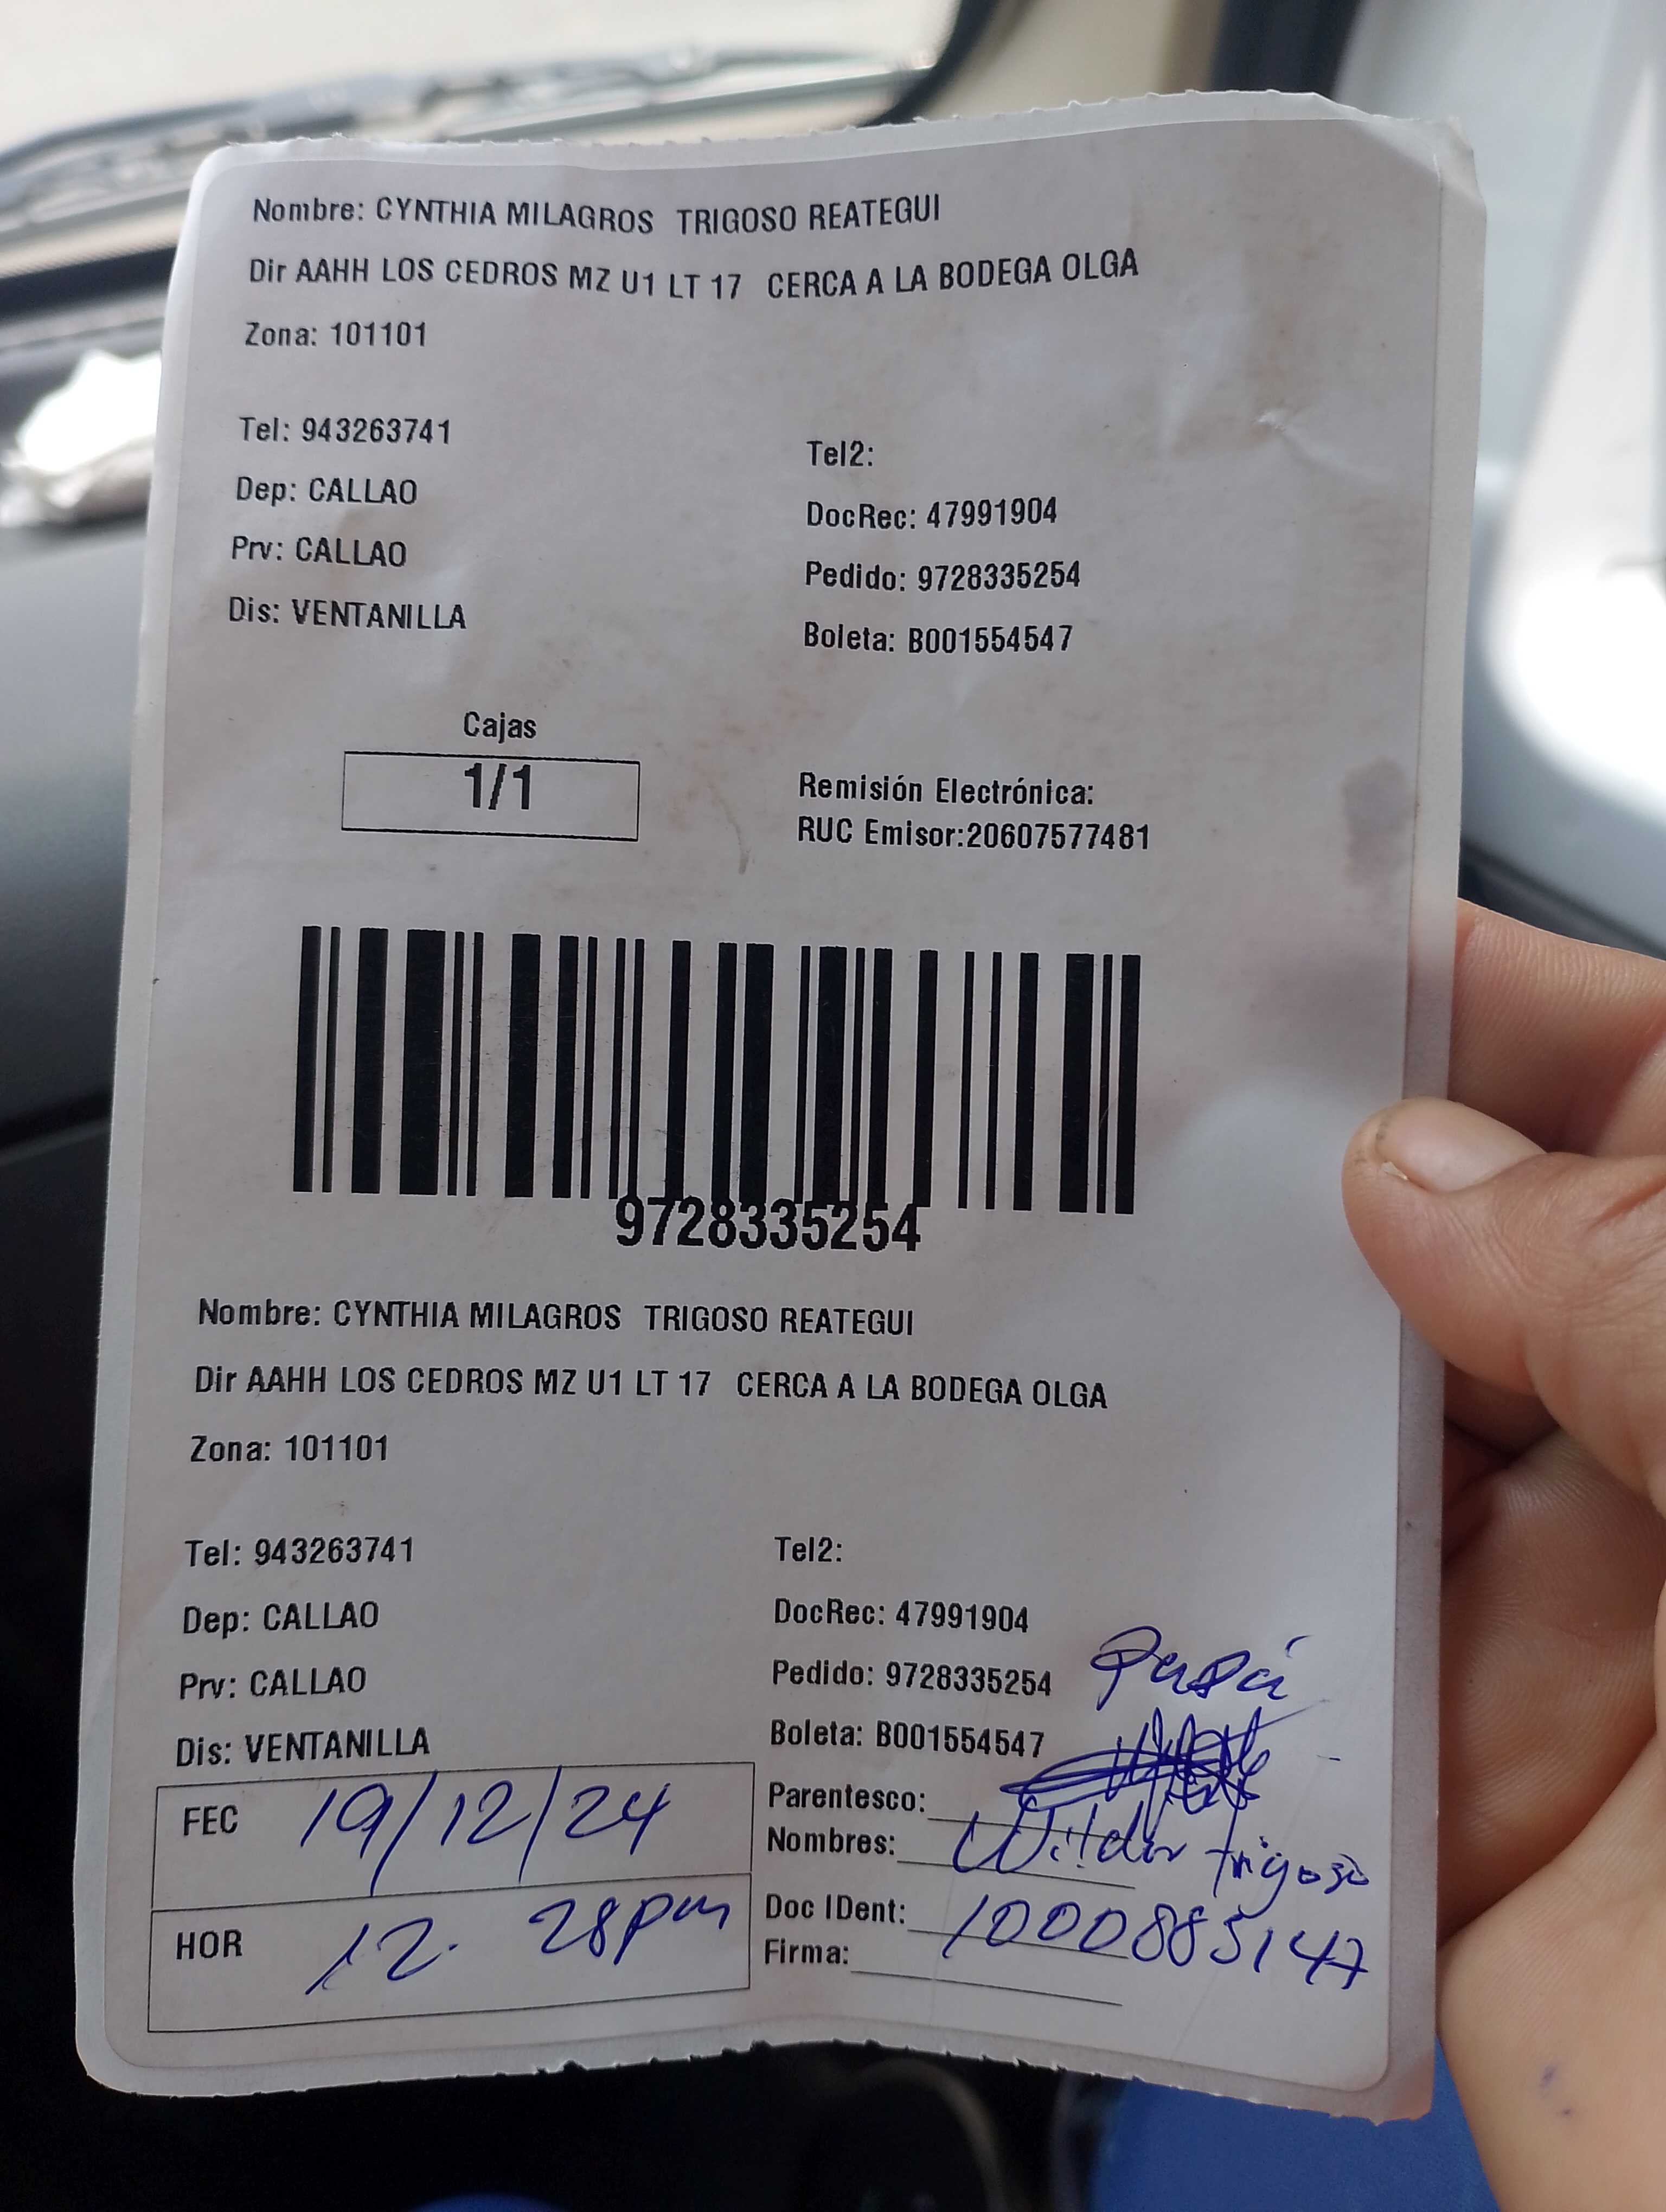 Nombre: CYNTHIA MILAGROS TRIGOSO REATEGUI
Dir AAHH LOS CEDROS MZ U1 LT 17 CERCA A LA BODEGA OLGA
Zona: 101101
Tel: 943263741
Tel2:
Dep: CALLAO
DocRec: 47991904
Prv: CALLAO
Pedido: 9728335254
Dis: VENTANILLA
Boleta: B001554547
Cajas
1/1
Remisión Electrónica:
RUC Emisor:20607577481
9728335254
Nombre: CYNTHIA MILAGROS TRIGOSO REATEGUI
Dir AAHH LOS CEDROS MZ U1 LT 17 CERCA A LA BODEGA OLGA
Zona: 101101
Tel: 943263741
Tel2:
Dep: CALLAO
DocRec: 47991904
Prv: CALLAO
Pedido: 9728335254
Papá
Dis: VENTANILLA
Boleta: B001554547
FEC 19/12/24
Parentesco:
Nombres: Wilder trigoso
HOR 12. 28pm
Doc IDent: 1000885147
Firma: